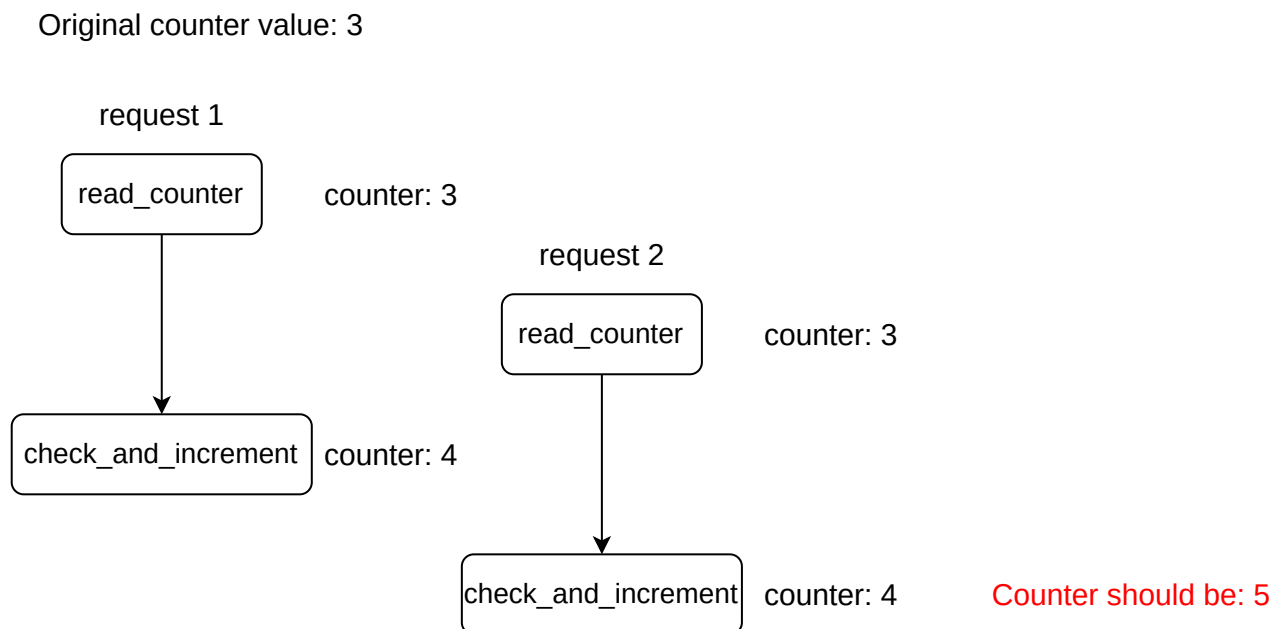 Original counter value: 3
request 1
read_counter
counter: 3
request 2
read_counter
counter: 3
check_and_increment
counter: 4
check_and_increment
counter: 4
Counter should be: 5